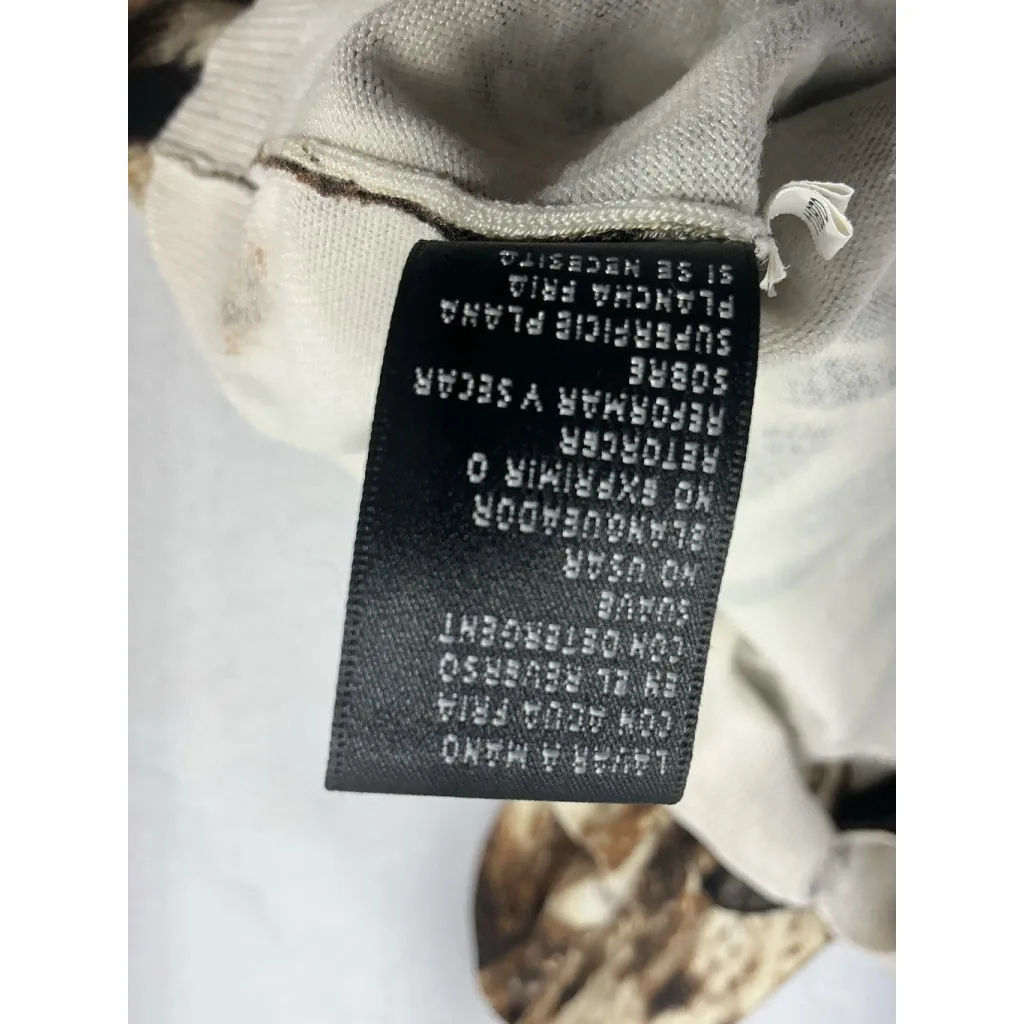 LAVAR A MANO
CON AGUA FRIA
EN EL REVERSO
CON DETERGENT
SUAUE
NO USAR
BLANQUEADOR
NO EXPRIMIR O
RETORCER
REFORMAR Y SECAR
SOBRE
SUPERFICIE PLANA
PLANCHA FRIA
SI SE NECESITA